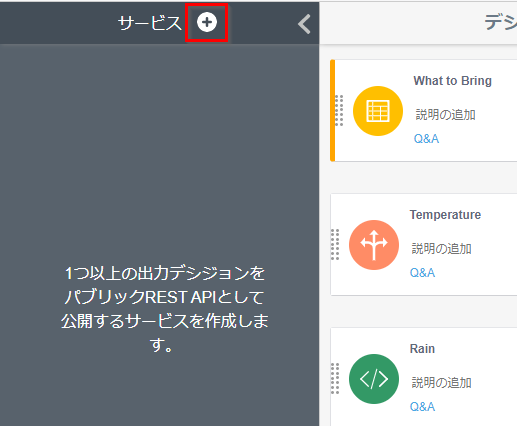 サービス
デシ
What to Bring
説明の追加
Q&A
Temperature
説明の追加
Q&A
1つ以上の出力デシジョンを
パブリックREST APIとして
公開するサービスを作成しま
す。
Rain
説明の追加
Q&A